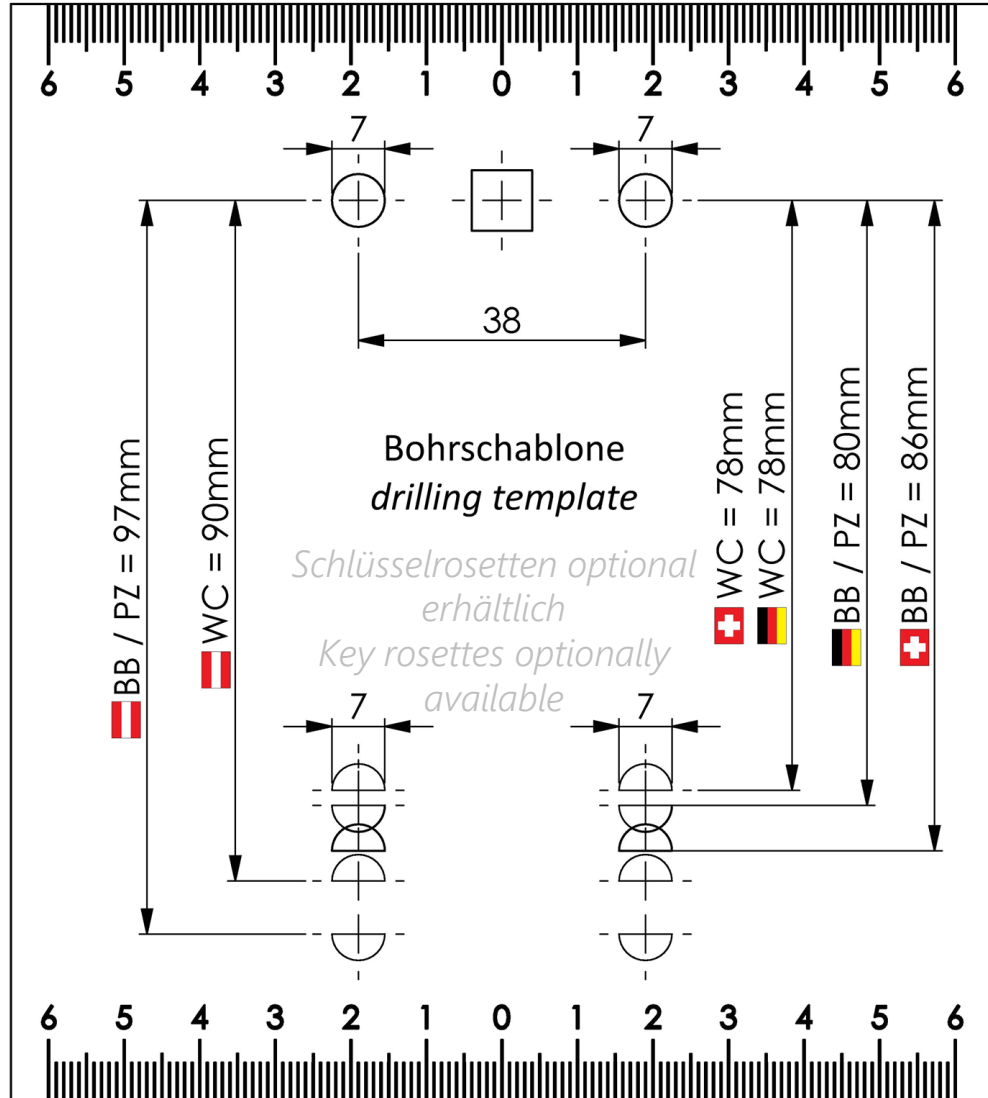 6 5 4 3 2 1 0 1 2 3 4 5 6
7 7
38
BB / PZ = 97mm
WC = 90mm
Bohrschablone
drilling template
Schlüsselrosetten optional
erhältlich
Key rosettes optionally
available
WC = 78mm
WC = 78mm
BB / PZ = 80mm
BB / PZ = 86mm
7 7
6 5 4 3 2 1 0 1 2 3 4 5 6